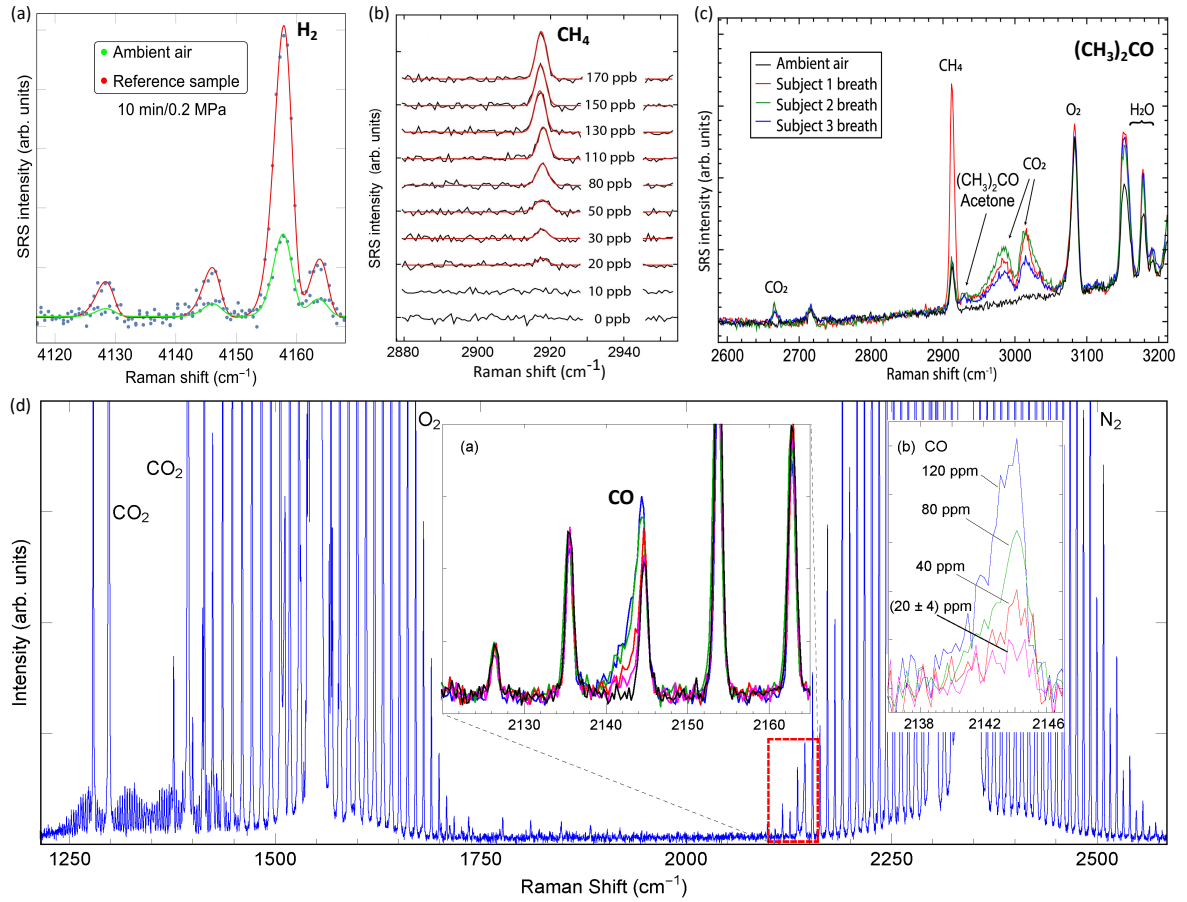 (a)
H₂
Ambient air
Reference sample
10 min/0.2 MPa
SRS intensity (arb. units)
4120
4130
4140
4150
4160
Raman shift (cm⁻¹)
(b)
CH₄
170 ppb
150 ppb
130 ppb
110 ppb
80 ppb
50 ppb
30 ppb
20 ppb
10 ppb
0 ppb
SRS intensity (arb. units)
2880
2900
2920
2940
Raman shift (cm⁻¹)
(c)
(CH₃)₂CO
Ambient air
Subject 1 breath
Subject 2 breath
Subject 3 breath
CH₄
O₂
H₂O
CO₂
(CH₃)₂CO
Acetone
CO₂
SRS intensity (arb. units)
2600
2700
2800
2900
3000
3100
3200
Raman shift (cm⁻¹)
(d)
CO₂
CO₂
O₂
N₂
(a)
CO
2130
2140
2150
2160
(b) CO
120 ppm
80 ppm
40 ppm
(20 ± 4) ppm
2138
2142
2146
Intensity (arb. units)
1250
1500
1750
2000
2250
2500
Raman Shift (cm⁻¹)